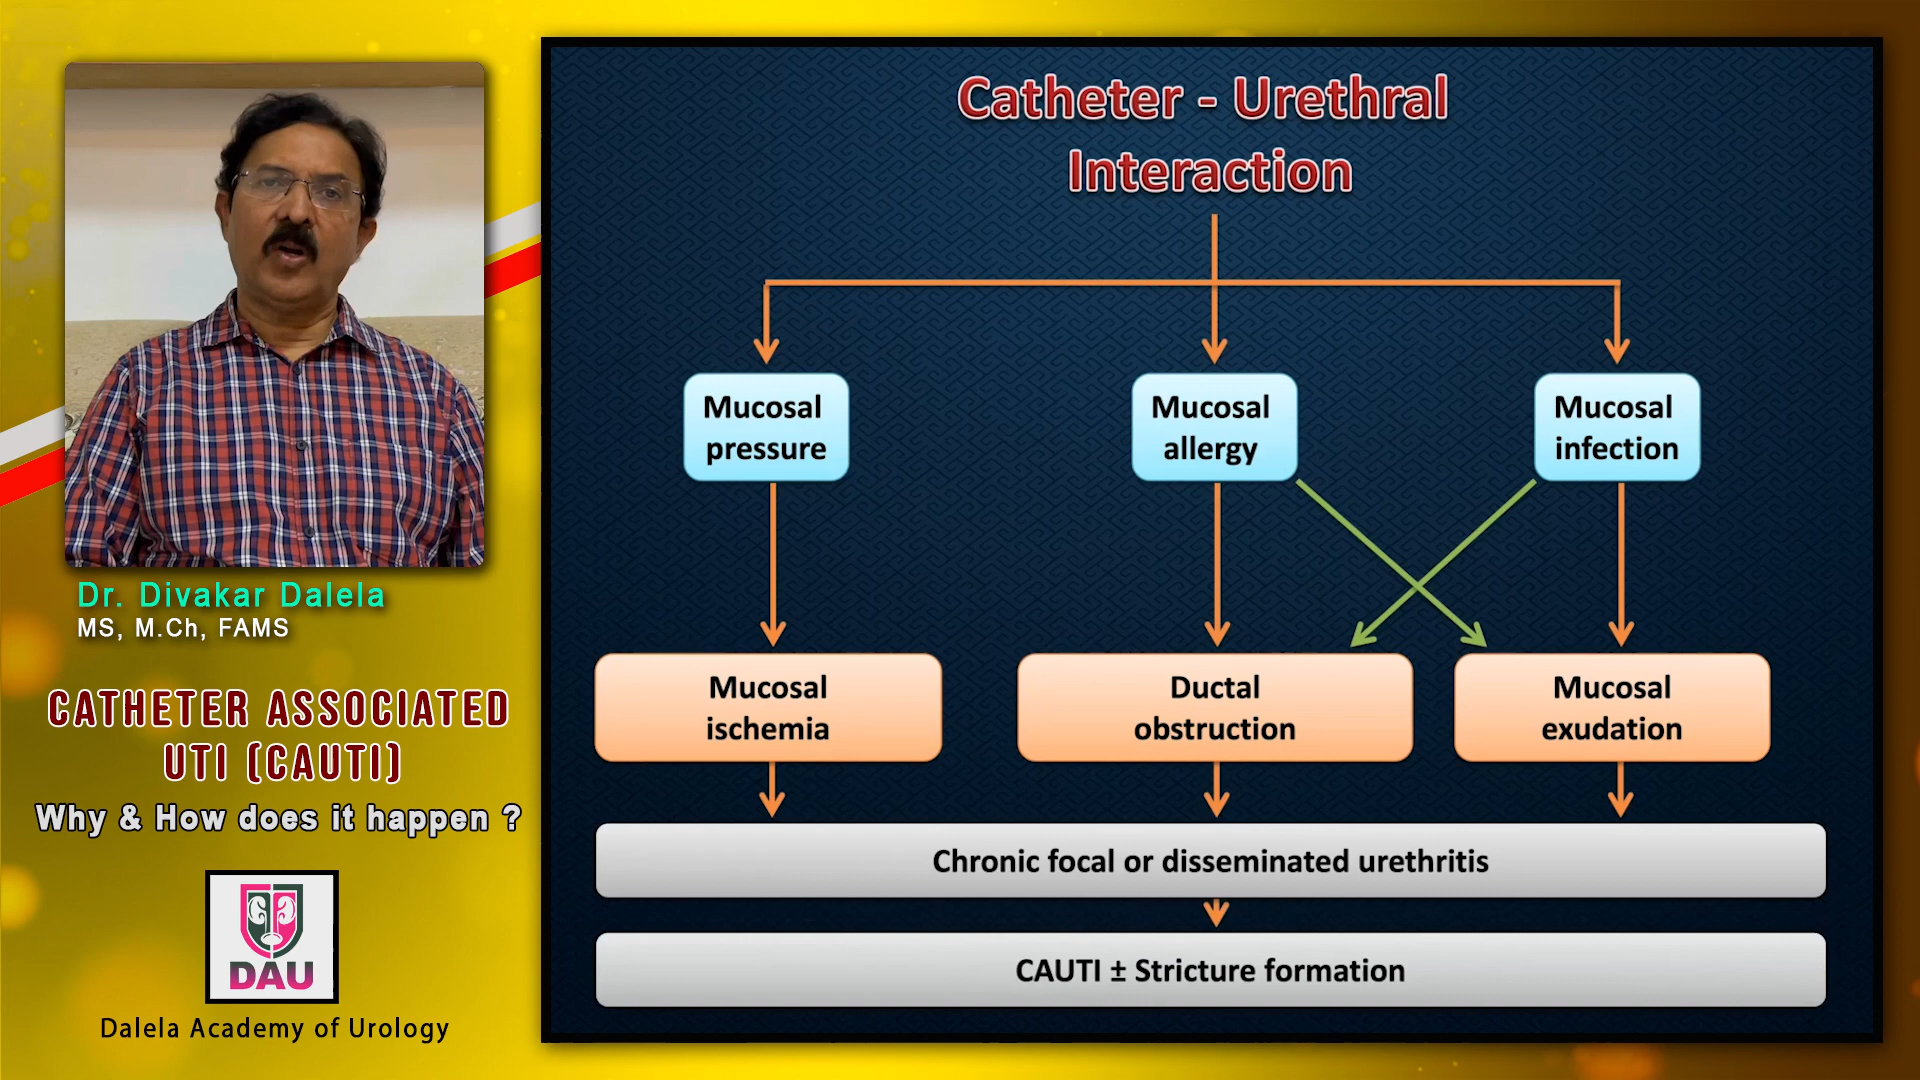 Dr. Divakar Dalela
MS, M.Ch, FAMS
CATHETER ASSOCIATED
UTI (CAUTI)
Why & How does it happen ?
DAU
Dalela Academy of Urology
Catheter - Urethral
Interaction
Mucosal
pressure
Mucosal
allergy
Mucosal
infection
Mucosal
ischemia
Ductal
obstruction
Mucosal
exudation
Chronic focal or disseminated urethritis
CAUTI ± Stricture formation